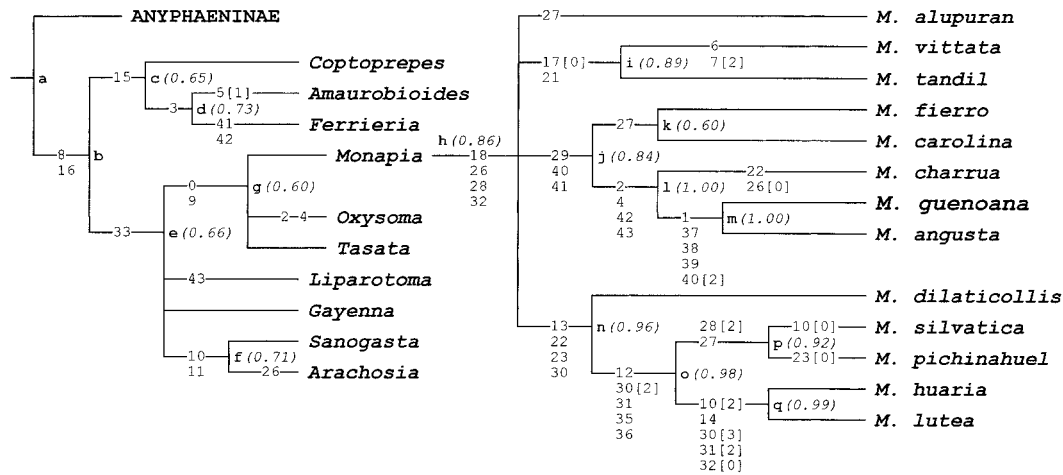 ANYPHAENINAE
a
8
16
b
15
c (0.65)
Coptoprepes
3
d (0.73)
5[1]
Amaurobioides
41
42
Ferrieria
33
e (0.66)
0
9
g (0.60)
Monapia
2-4
Oxysoma
Tasata
43
Liparotoma
Gayenna
10
11
f (0.71)
Sanogasta
26
Arachosia
h (0.86)
18
26
28
32
27
M. alupuran
17[0]
21
i (0.89)
6
7[2]
M. vittata
M. tandil
29
40
41
j (0.84)
27
k (0.60)
M. fierro
M. carolina
2
4
42
43
l (1.00)
22
26[0]
M. charrua
1
37
38
39
40[2]
m (1.00)
M. guenoana
M. angusta
13
22
23
30
n (0.96)
M. dilaticollis
12
30[2]
31
35
36
o (0.98)
28[2]
27
p (0.92)
10[0]
M. silvatica
23[0]
M. pichinahuel
10[2]
14
30[3]
31[2]
32[0]
q (0.99)
M. huaria
M. lutea